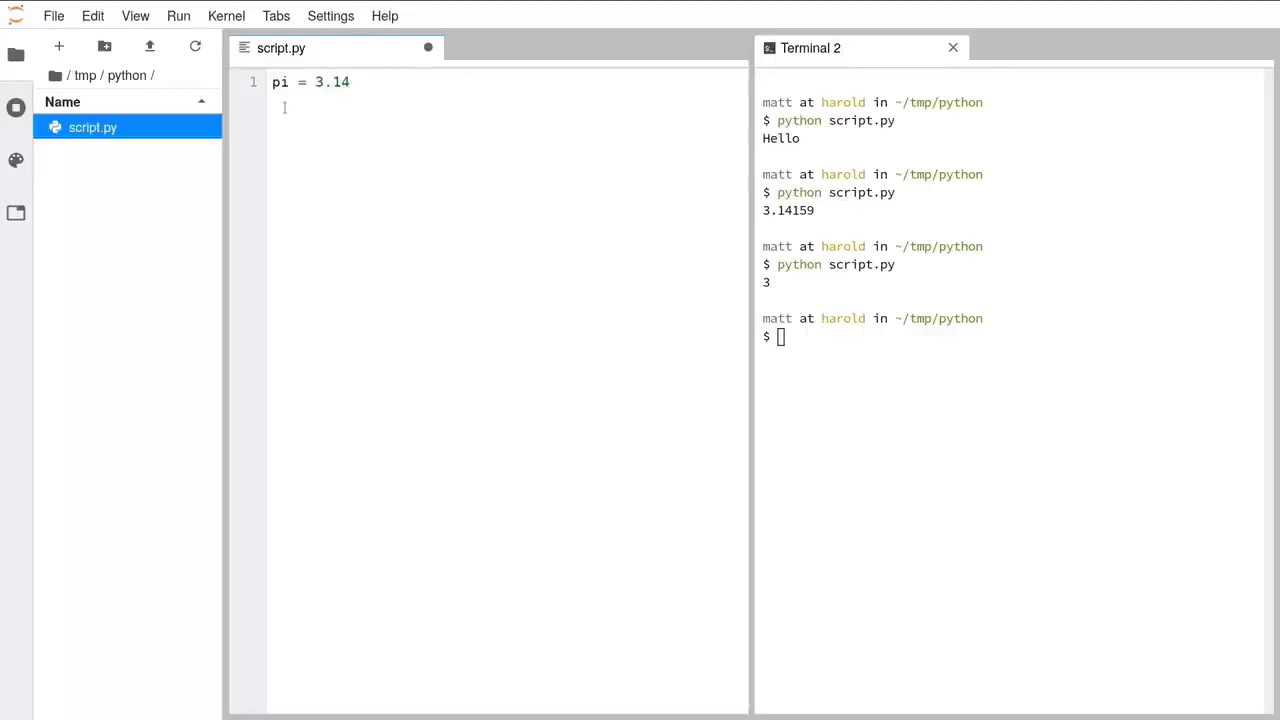 File Edit View Run Kernel Tabs Settings Help
/ tmp / python /
Name
script.py
script.py
1 pi = 3.14
Terminal 2
matt at harold in ~/tmp/python
$ python script.py
Hello
matt at harold in ~/tmp/python
$ python script.py
3.14159
matt at harold in ~/tmp/python
$ python script.py
3
matt at harold in ~/tmp/python
$